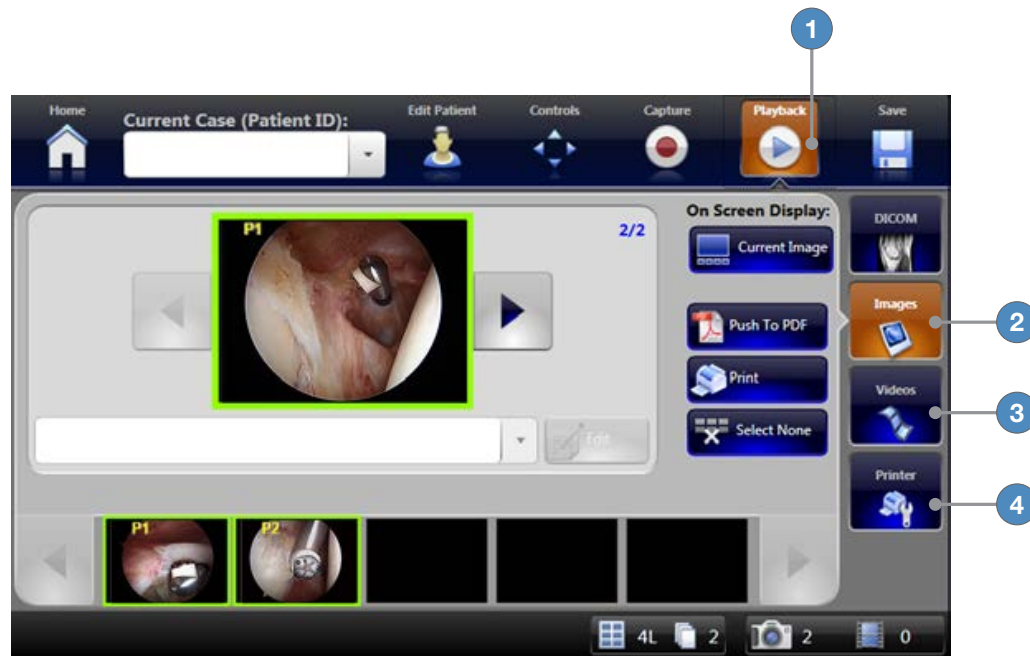 1
Home
Current Case (Patient ID):
Edit Patient
Controls
Capture
Playback
Save
P1
2/2
On Screen Display:
Current Image
DICOM
Push To PDF
Images
2
Print
Videos
3
Select None
Edit
Printer
4
P1
P2
4L
2
2
0